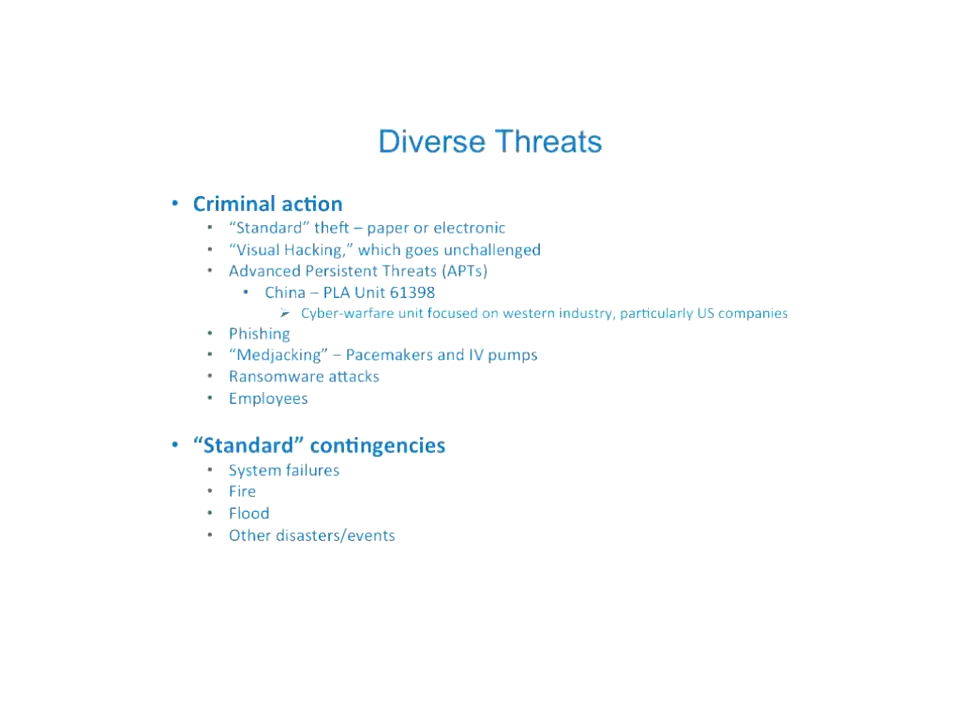 Diverse Threats
• Criminal action
• “Standard” theft – paper or electronic
• “Visual Hacking,” which goes unchallenged
• Advanced Persistent Threats (APTs)
• China – PLA Unit 61398
➢ Cyber-warfare unit focused on western industry, particularly US companies
• Phishing
• “Medjacking” – Pacemakers and IV pumps
• Ransomware attacks
• Employees
• “Standard” contingencies
• System failures
• Fire
• Flood
• Other disasters/events